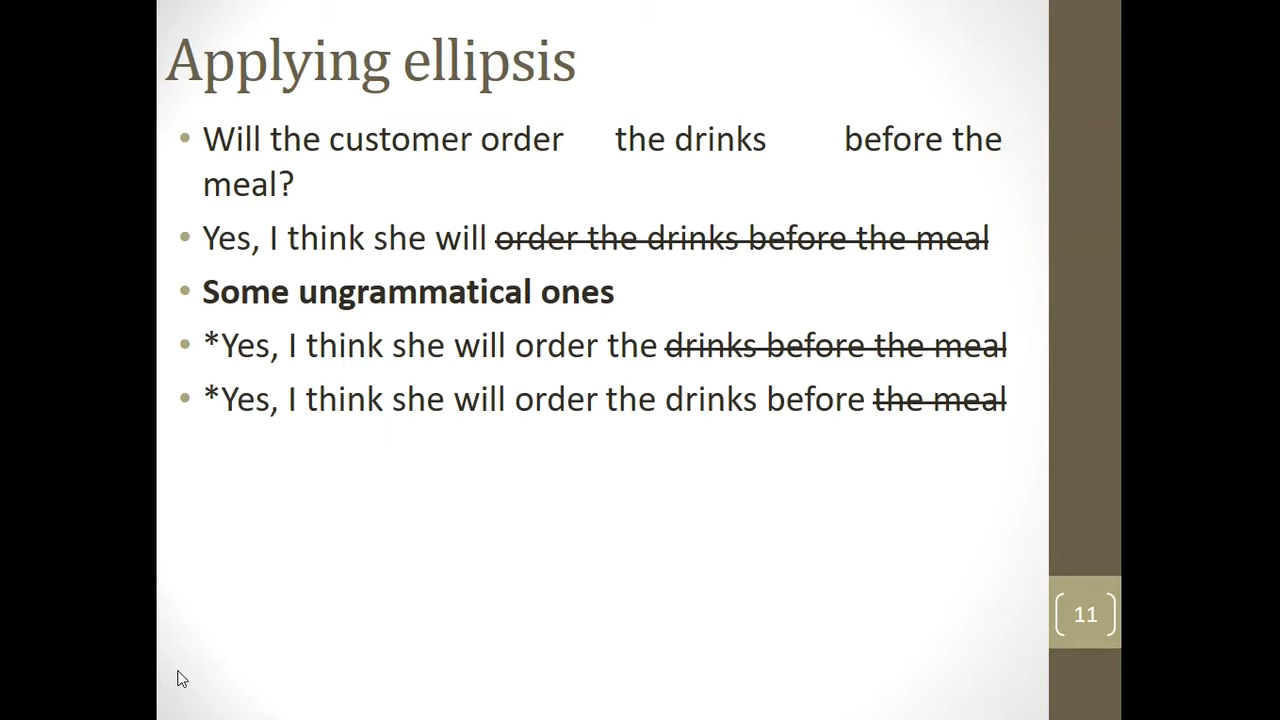 Applying ellipsis
• Will the customer order the drinks before the
meal?
• Yes, I think she will order the drinks before the meal
• Some ungrammatical ones
• *Yes, I think she will order the drinks before the meal
• *Yes, I think she will order the drinks before the meal
11